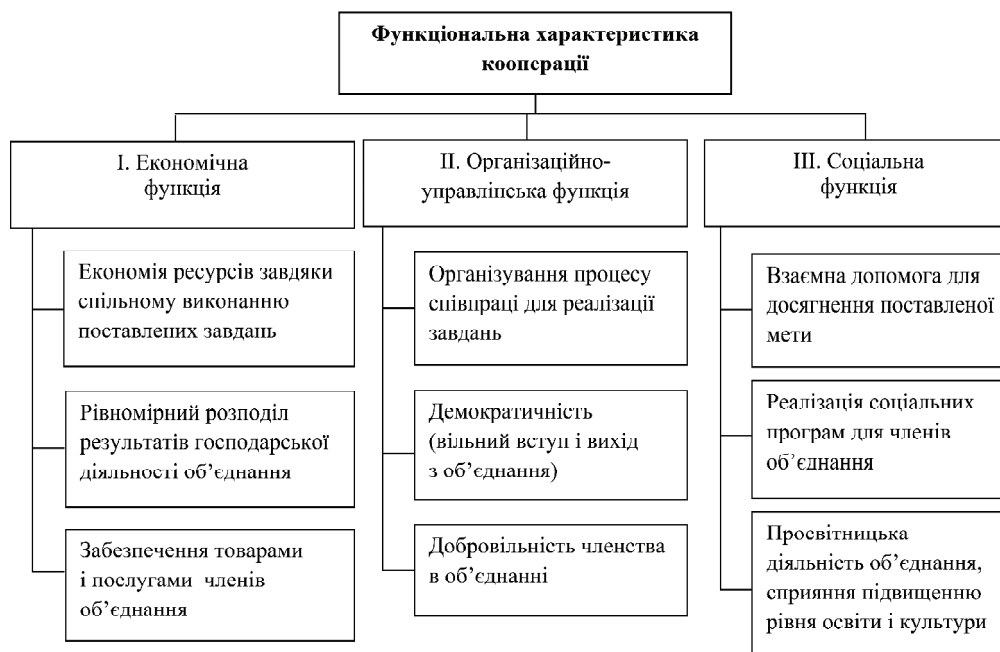 Функціональна характеристика
кооперації
І. Економічна
функція
Економія ресурсів завдяки
спільному виконанню
поставлених завдань
Рівномірний розподіл
результатів господарської
діяльності об’єднання
Забезпечення товарами
і послугами членів
об’єднання
ІІ. Організаційно-
управлінська функція
Організування процесу
співпраці для реалізації
завдань
Демократичність
(вільний вступ і вихід
з об’єднання)
Добровільність членства
в об’єднанні
ІІІ. Соціальна
функція
Взаємна допомога для
досягнення поставленої
мети
Реалізація соціальних
програм для членів
об’єднання
Просвітницька
діяльність об’єднання,
сприяння підвищенню
рівня освіти і культури